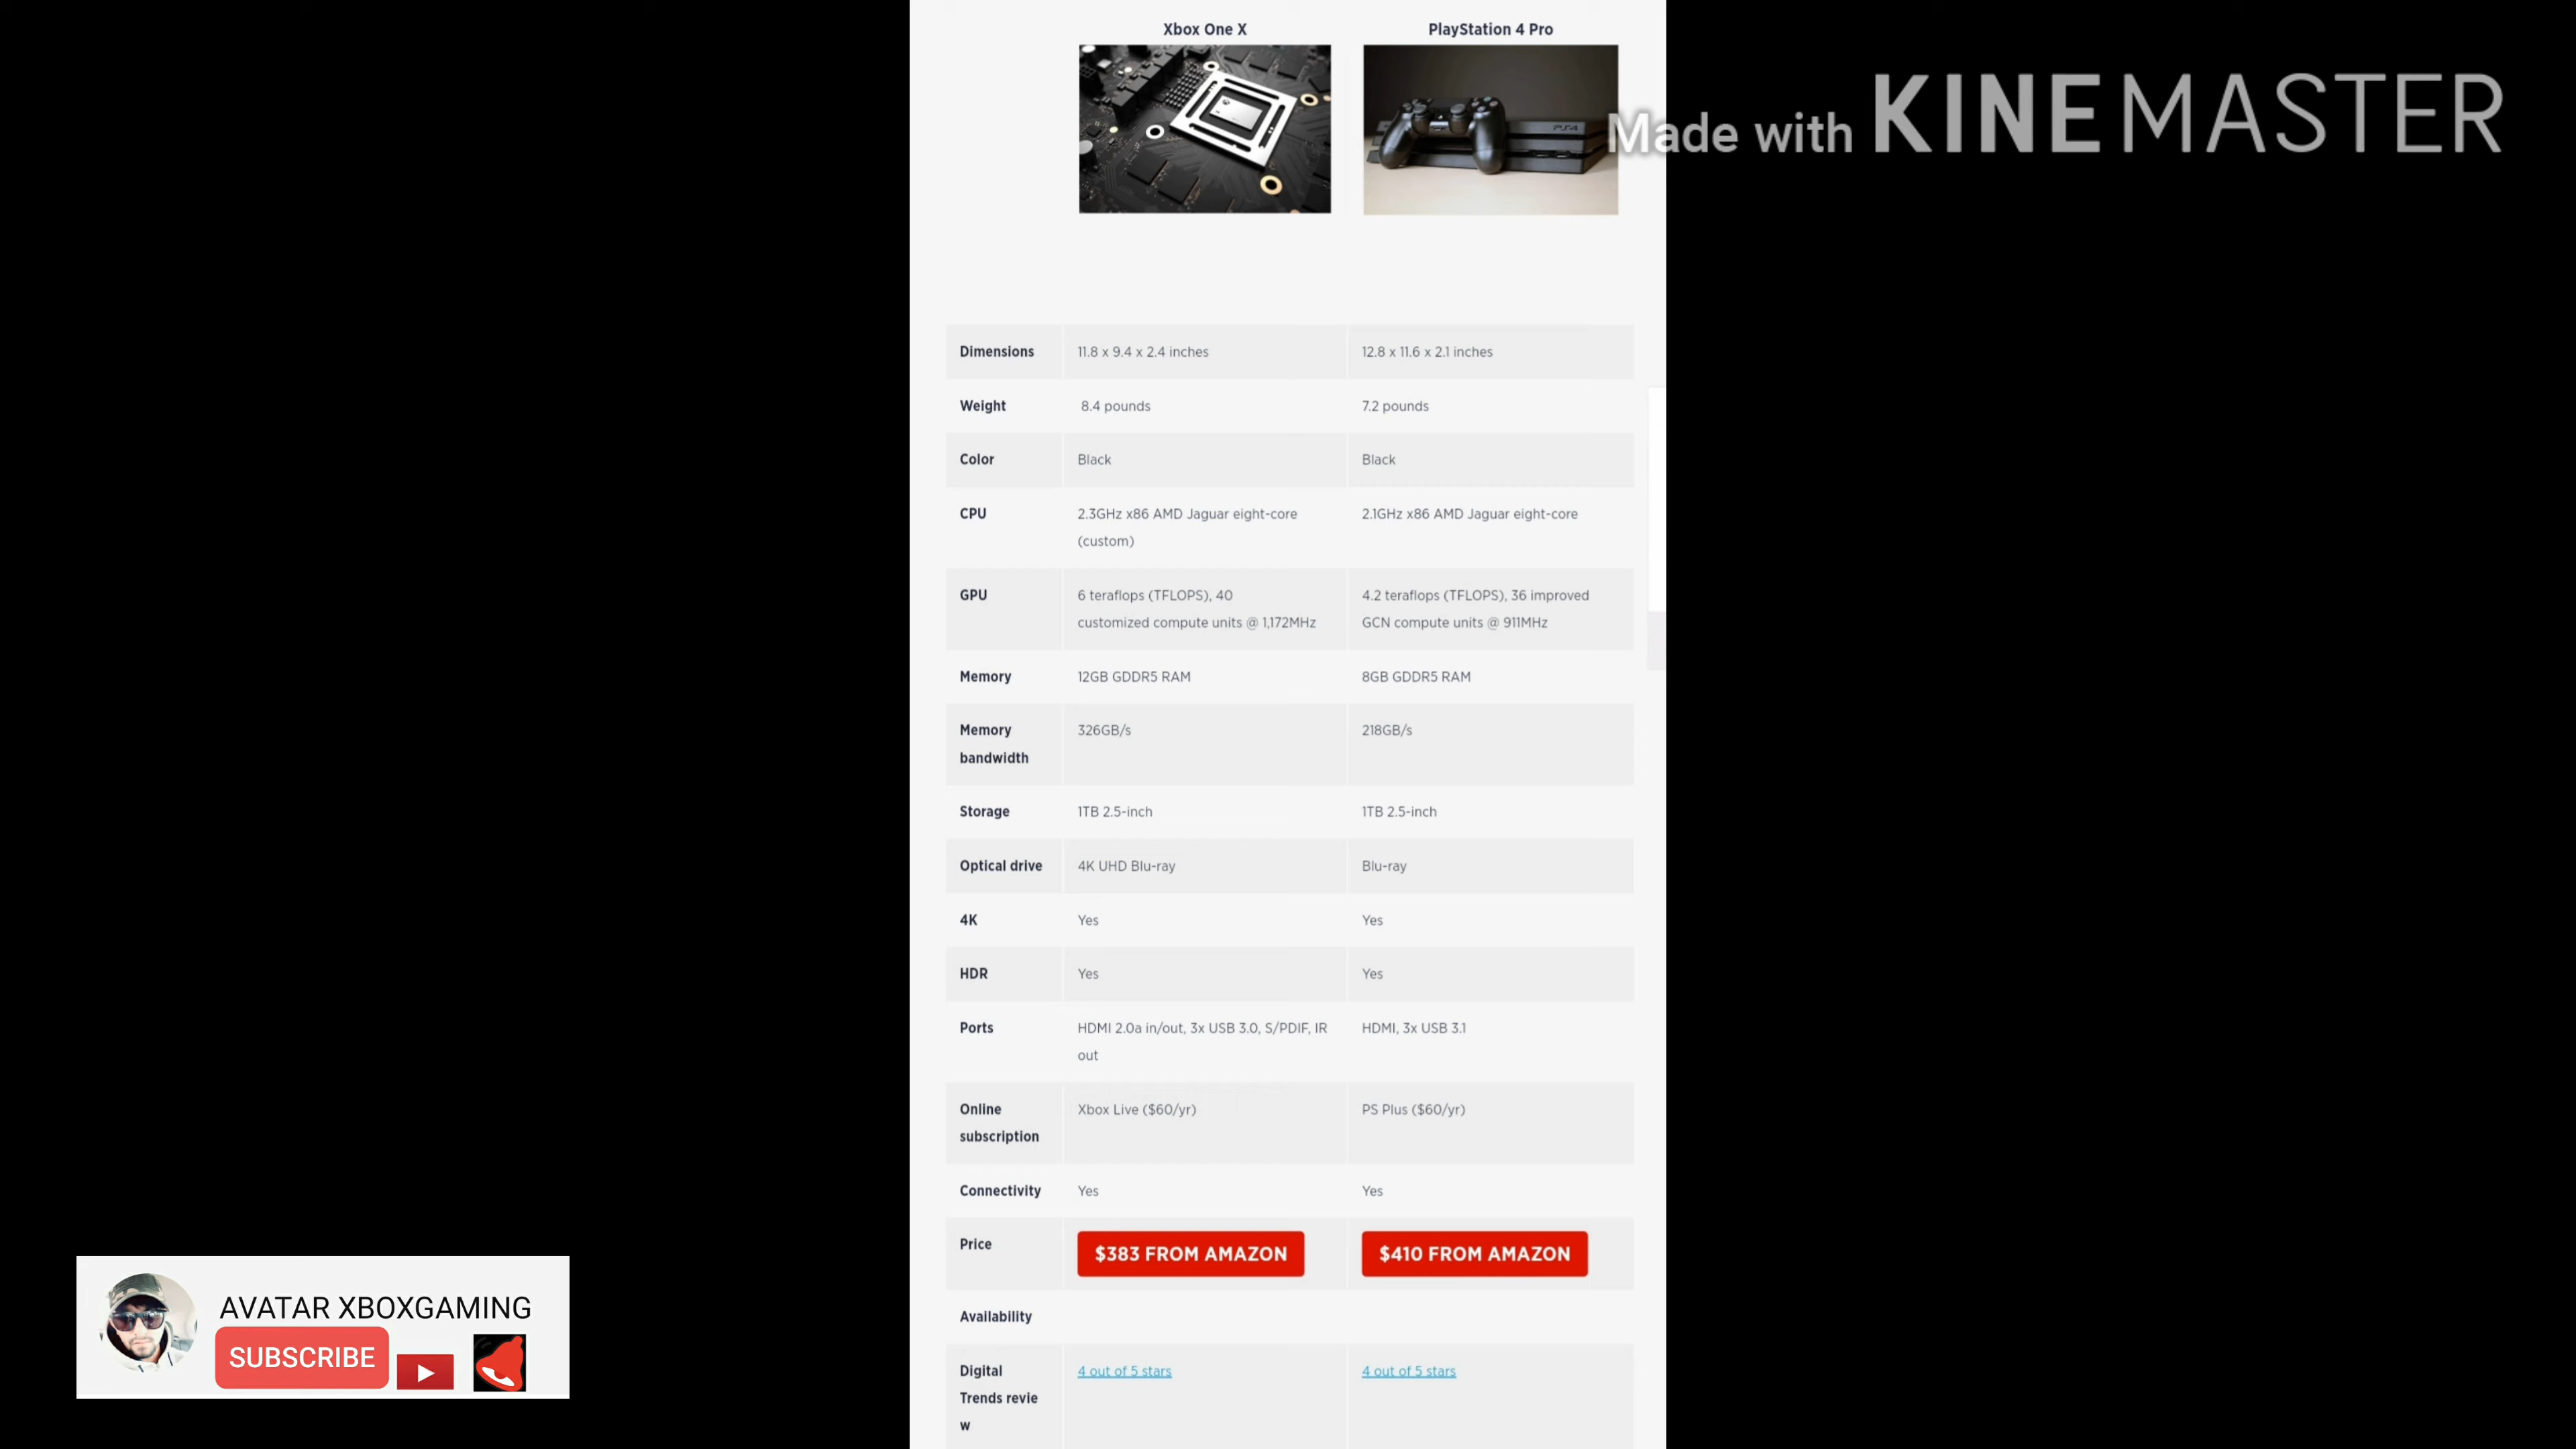 Xbox One X PlayStation 4 Pro
PS4
Made with KINEMASTER
Dimensions 11.8 x 9.4 x 2.4 inches 12.8 x 11.6 x 2.1 inches
Weight 8.4 pounds 7.2 pounds
Color Black Black
CPU 2.3GHz x86 AMD Jaguar eight-core 2.1GHz x86 AMD Jaguar eight-core
(custom)
GPU 6 teraflops (TFLOPS), 40 4.2 teraflops (TFLOPS), 36 improved
customized compute units @ 1,172MHz GCN compute units @ 911MHz
Memory 12GB GDDR5 RAM 8GB GDDR5 RAM
Memory 326GB/s 218GB/s
bandwidth
Storage 1TB 2.5-inch 1TB 2.5-inch
Optical drive 4K UHD Blu-ray Blu-ray
4K Yes Yes
HDR Yes Yes
Ports HDMI 2.0a in/out, 3x USB 3.0, S/PDIF, IR HDMI, 3x USB 3.1
out
Online Xbox Live ($60/yr) PS Plus ($60/yr)
subscription
Connectivity Yes Yes
Price $383 FROM AMAZON $410 FROM AMAZON
Availability
Digital 4 out of 5 stars 4 out of 5 stars
Trends revie
w
AVATAR XBOXGAMING
SUBSCRIBE